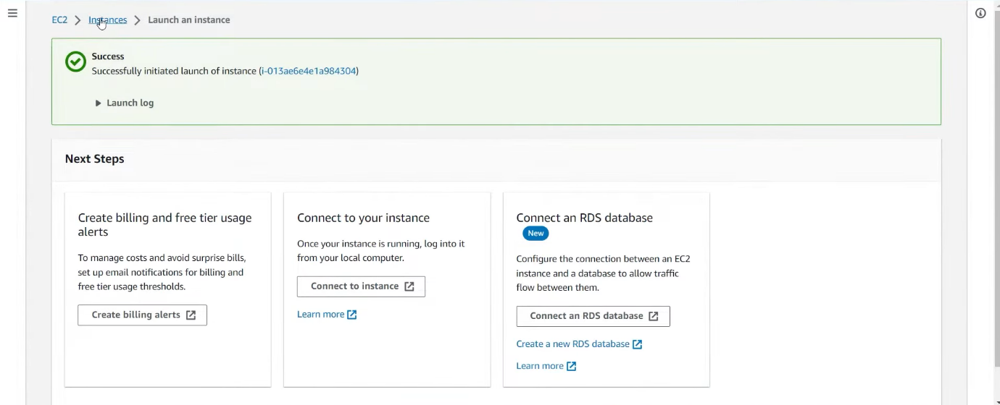 EC2 > Instances > Launch an instance
Success
Successfully initiated launch of instance (i-013ae6e4e1a984304)
Launch log
Next Steps
Create billing and free tier usage
alerts
To manage costs and avoid surprise bills,
set up email notifications for billing and
free tier usage thresholds.
Create billing alerts
Connect to your instance
Once your instance is running, log into it
from your local computer.
Connect to instance
Learn more
Connect an RDS database
New
Configure the connection between an EC2
instance and a database to allow traffic
flow between them.
Connect an RDS database
Create a new RDS database
Learn more